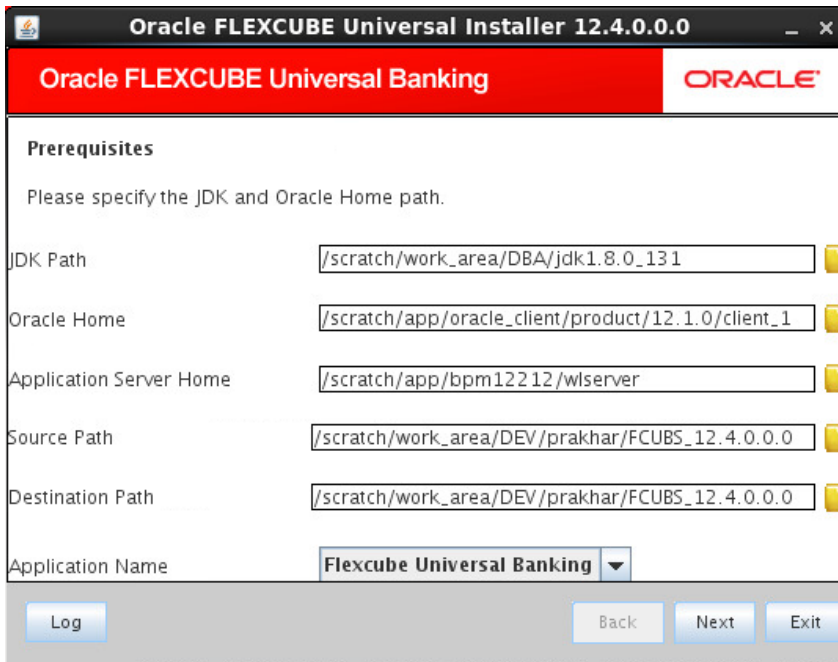 Oracle FLEXCUBE Universal Installer 12.4.0.0.0
Oracle FLEXCUBE Universal Banking
ORACLE
Prerequisites
Please specify the JDK and Oracle Home path.
JDK Path /scratch/work_area/DBA/jdk1.8.0_131
Oracle Home /scratch/app/oracle_client/product/12.1.0/client_1
Application Server Home /scratch/app/bpm12212/wlserver
Source Path /scratch/work_area/DEV/prakhar/FCUBS_12.4.0.0.0
Destination Path /scratch/work_area/DEV/prakhar/FCUBS_12.4.0.0.0
Application Name Flexcube Universal Banking
Log Back Next Exit